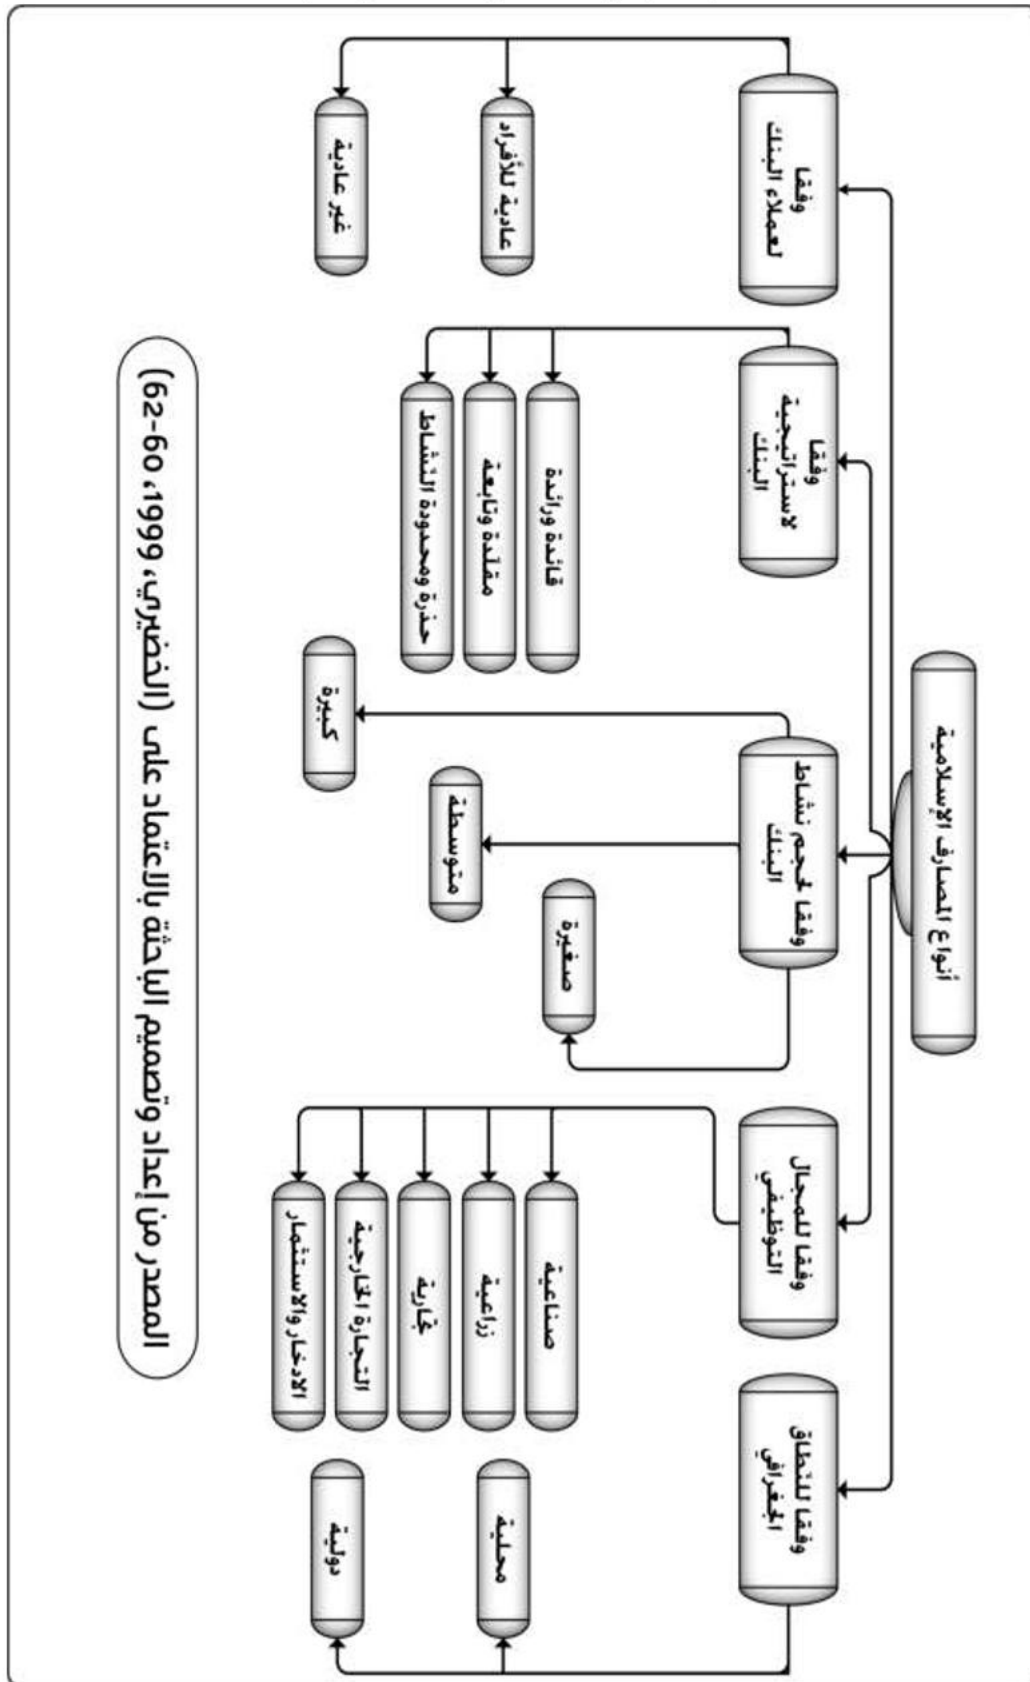 أنواع المصارف الإسلامية
وفقا للنطاق
الجغرافي
محلية
دولية
وفقا للمجال
التوظيفي
صناعية
زراعية
تجارية
التجارة الخارجية
الادخار والاستثمار
وفقا لحجم نشاط
البنك
صغيرة
متوسطة
كبيرة
وفقا
لاستراتيجية
البنك
قائدة ورائدة
مقلدة وتابعة
حذرة ومحدودة النشاط
وفقا
لعملاء البنك
عادية للأفراد
غير عادية
المصدر من إعداد وتصميم الباحثة بالاعتماد على (الخضيري، 1999، 60-62)